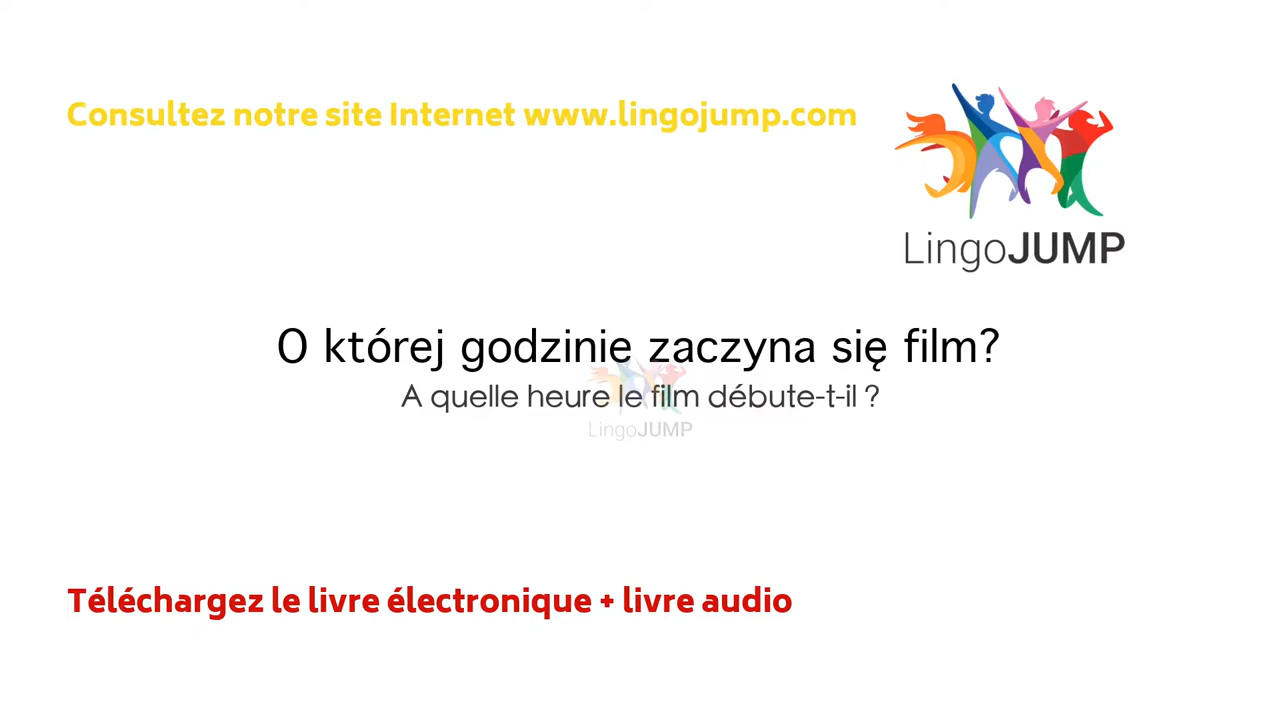 Consultez notre site Internet www.lingojump.com
LingoJUMP
O której godzinie zaczyna się film?
A quelle heure le film débute-t-il ?
LingoJUMP
Téléchargez le livre électronique + livre audio